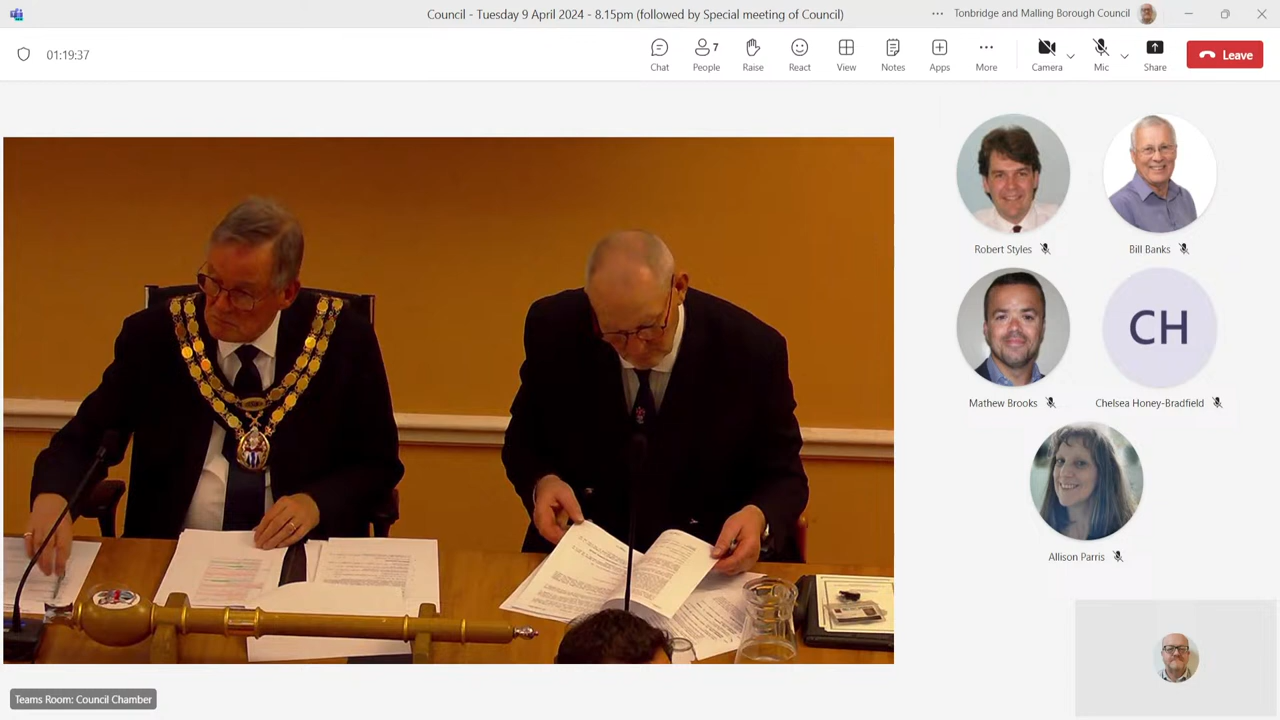 Council - Tuesday 9 April 2024 - 8.15pm (followed by Special meeting of Council)
Tonbridge and Malling Borough Council
01:19:37
Chat
People
7
Raise
React
View
Notes
Apps
More
Camera
Mic
Share
Leave
Robert Styles
Bill Banks
CH
Mathew Brooks
Chelsea Honey-Bradfield
Allison Parris
Teams Room: Council Chamber